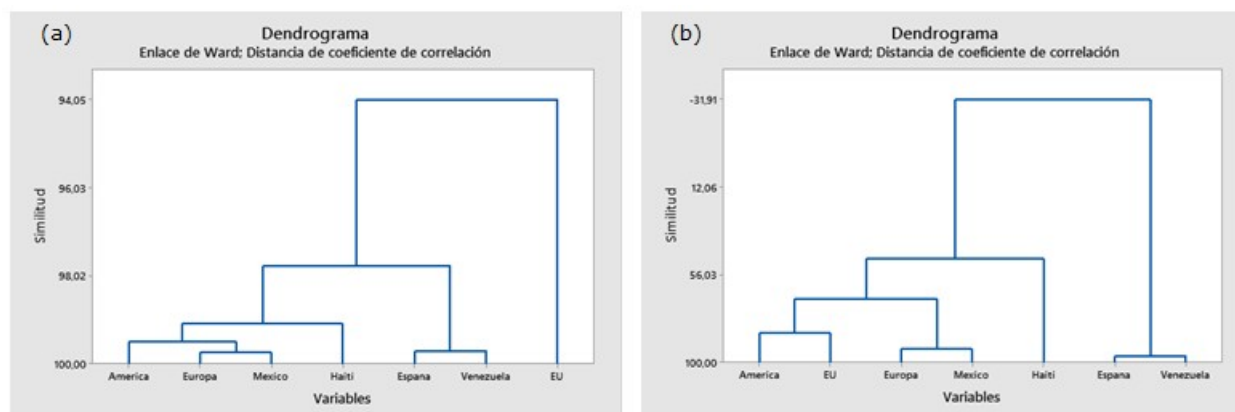 (a)
Dendrograma
Enlace de Ward; Distancia de coeficiente de correlación
94,05
96,03
98,02
100,00
Similitud
America Europa Mexico Haiti Espana Venezuela EU
Variables
(b)
Dendrograma
Enlace de Ward; Distancia de coeficiente de correlación
-31,91
12,06
56,03
100,00
Similitud
America EU Europa Mexico Haiti Espana Venezuela
Variables